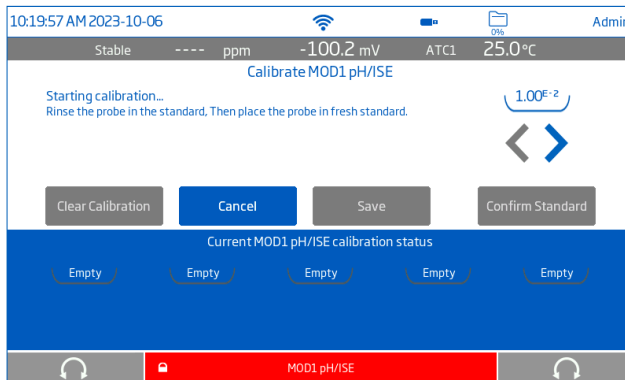 10:19:57 AM 2023-10-06 0% Admin
Stable ---- ppm -100.2 mV ATC1 25.0°C
Calibrate MOD1 pH/ISE
Starting calibration...
Rinse the probe in the standard, Then place the probe in fresh standard.
1.00E-2
Clear Calibration Cancel Save Confirm Standard
Current MOD1 pH/ISE calibration status
Empty Empty Empty Empty Empty
MOD1 pH/ISE